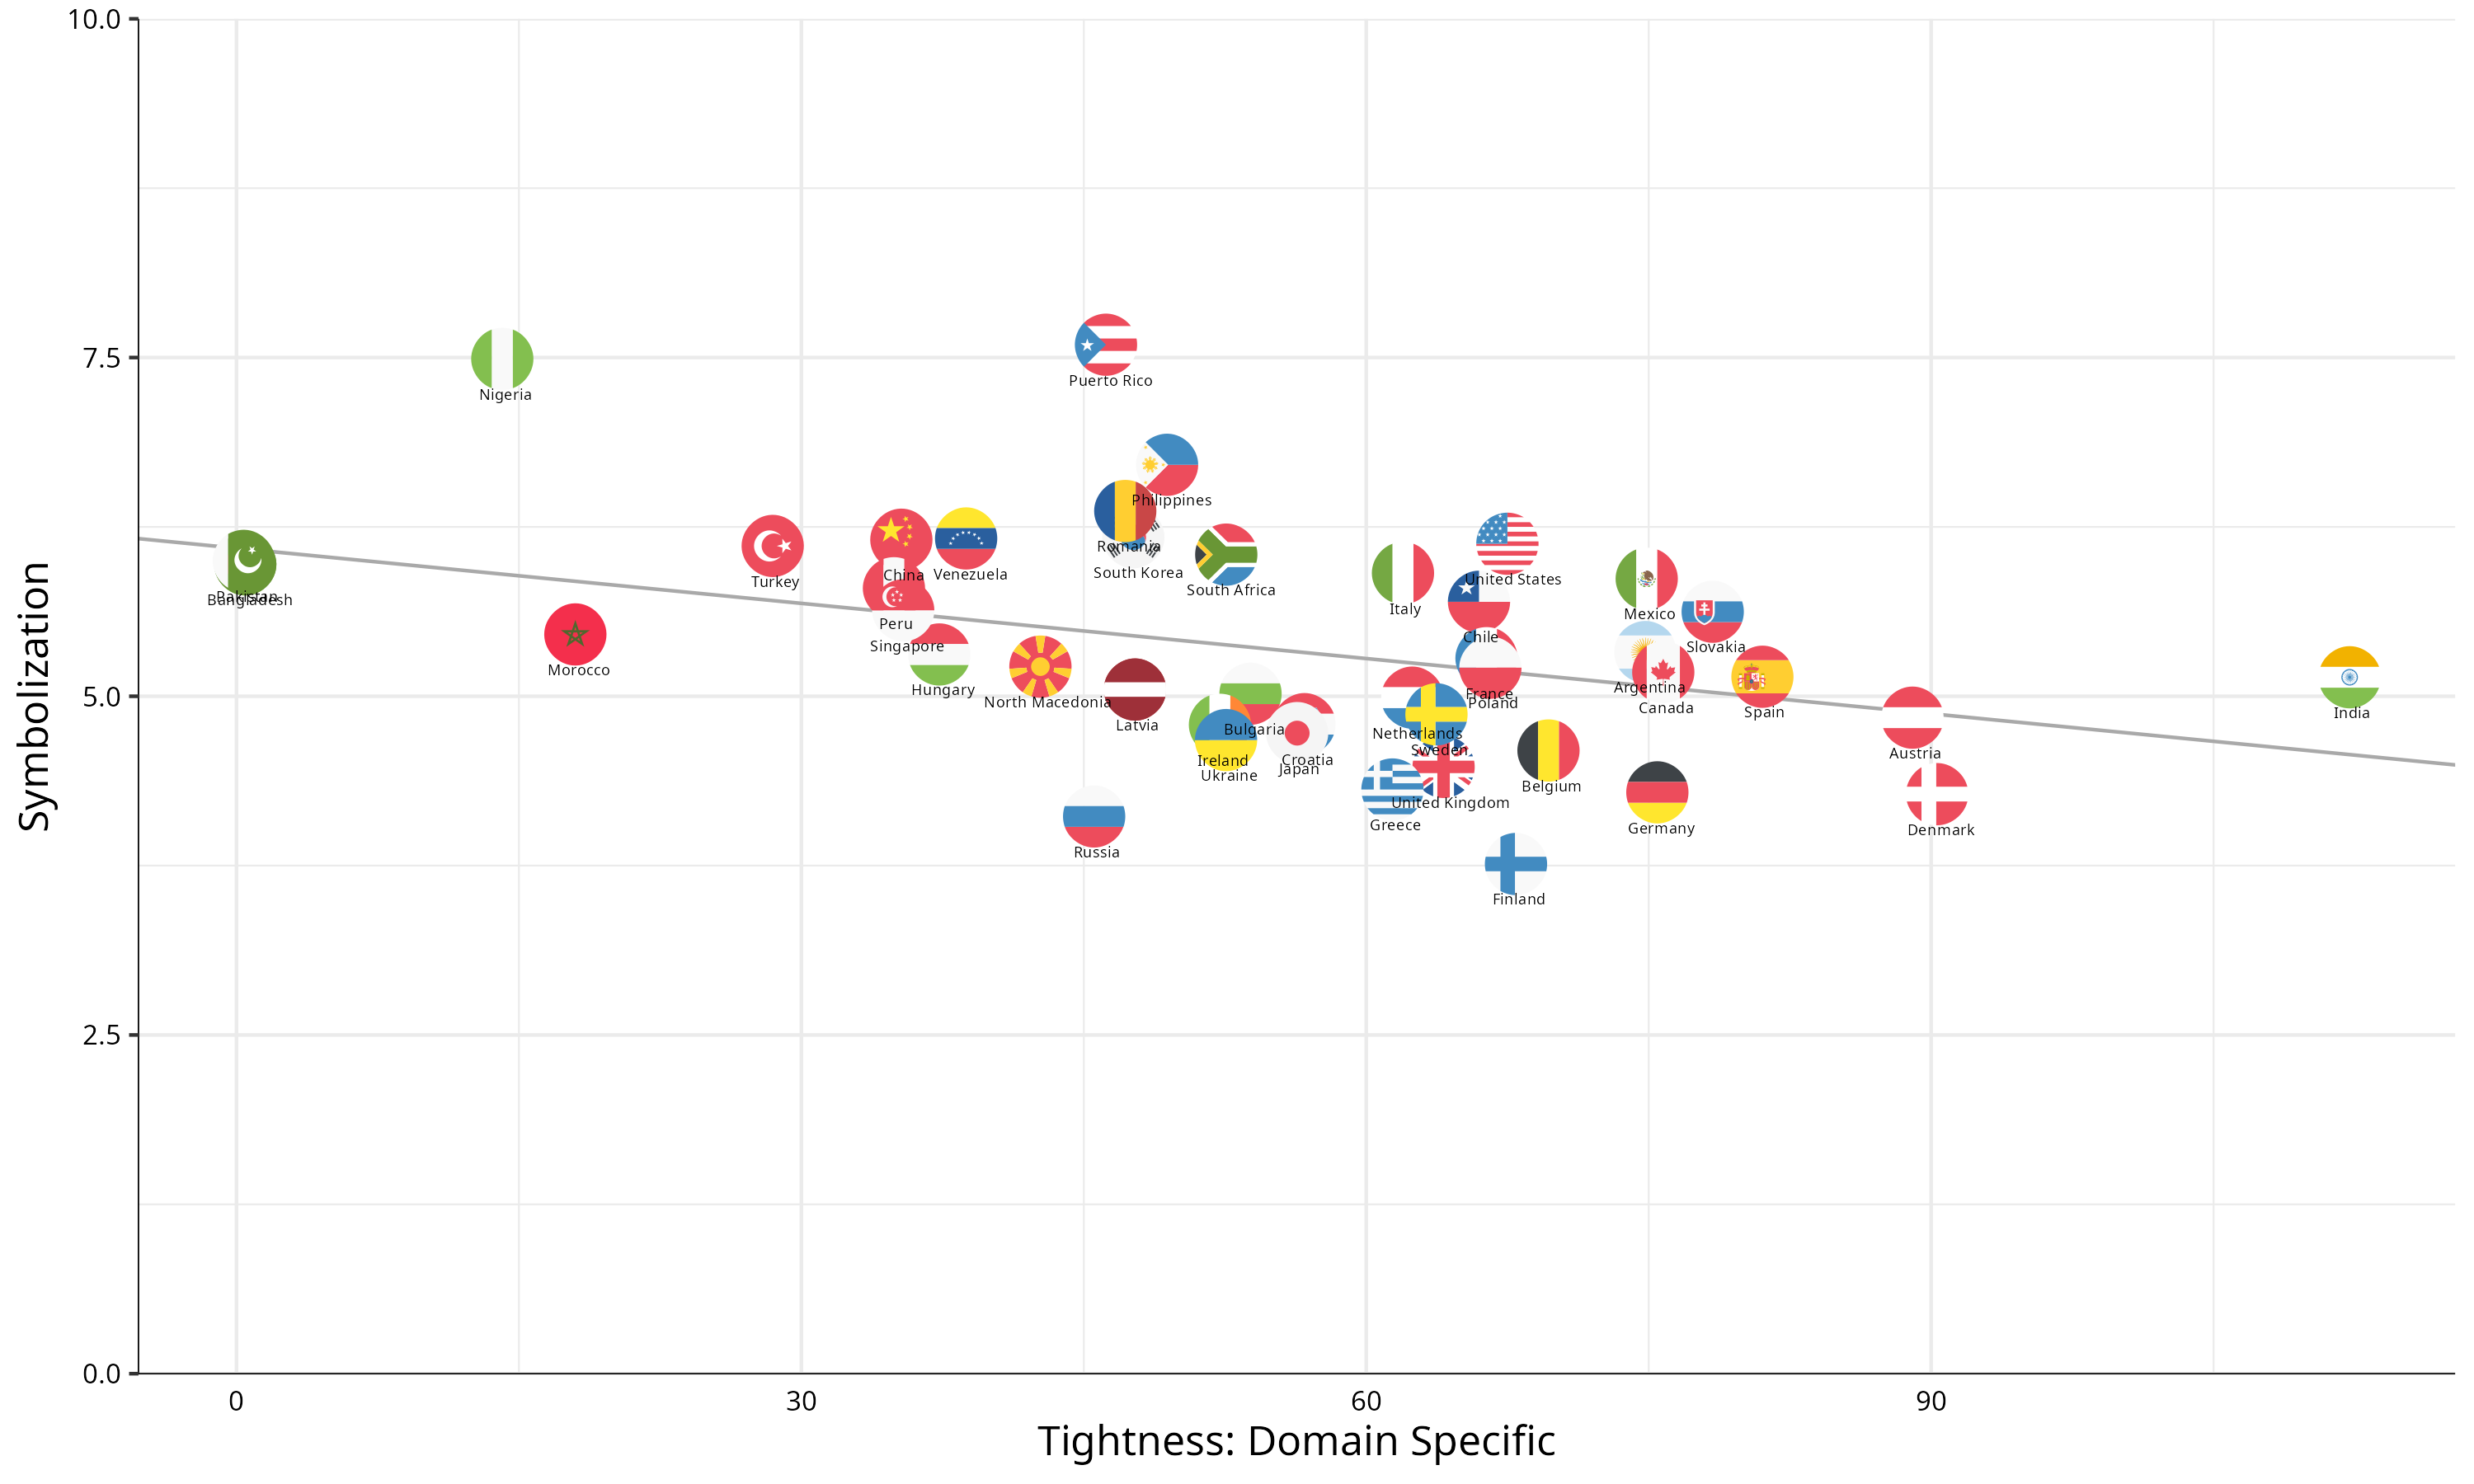 10.0
7.5
5.0
2.5
0.0
Symbolization
Puerto Rico
Nigeria
Philippines
Romania
South Korea
China
Venezuela
Turkey
United States
South Africa
Pakistan
Bangladesh
Italy
Mexico
Peru
Chile
Singapore
Slovakia
Morocco
Argentina
Hungary
France
North Macedonia
Poland
Canada
Spain
India
Latvia
Bulgaria
Netherlands
Sweden
Austria
Ireland
Croatia
Japan
Ukraine
Belgium
United Kingdom
Greece
Germany
Denmark
Russia
Finland
0
30
60
90
Tightness: Domain Specific